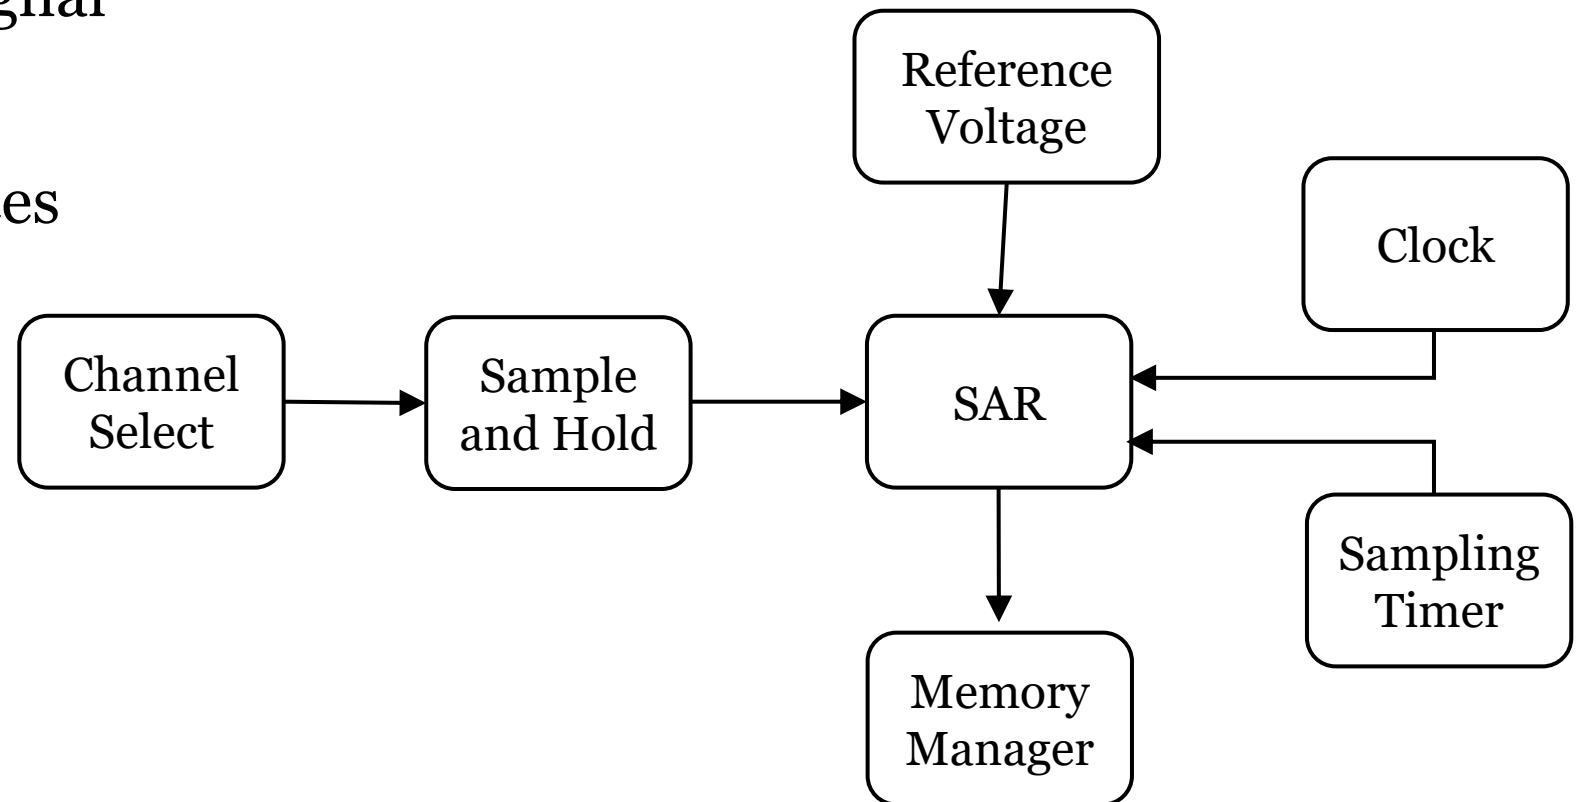 Reference
Voltage
Clock
Channel
Select
Sample
and Hold
SAR
Sampling
Timer
Memory
Manager